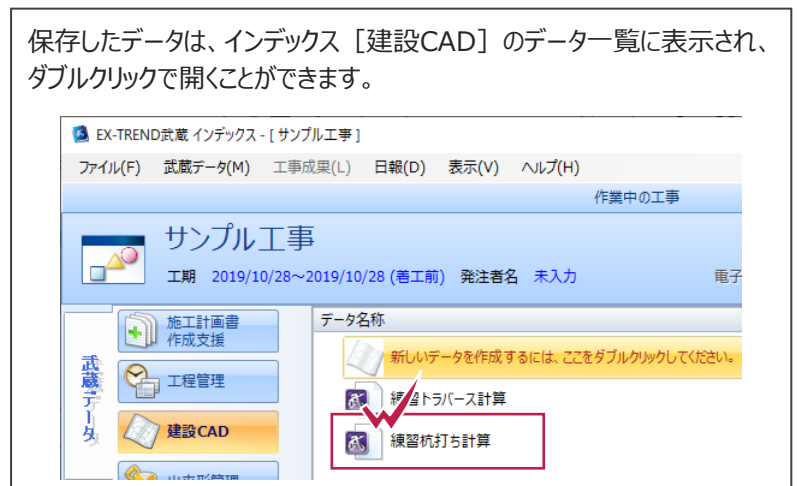 保存したデータは、インデックス［建設CAD］のデータ一覧に表示され、
ダブルクリックで開くことができます。
EX-TREND武蔵 インデックス - [ サンプル工事 ]
ファイル(F) 武蔵データ(M) 工事成果(L) 日報(D) 表示(V) ヘルプ(H)
作業中の工事
サンプル工事
工期 2019/10/28～2019/10/28 (着工前) 発注者名 未入力 電子
武蔵データ
施工計画書
作成支援
工程管理
建設CAD
出来形管理
データ名称
新しいデータを作成するには、ここをダブルクリックしてください。
練習トラバース計算
練習杭打ち計算